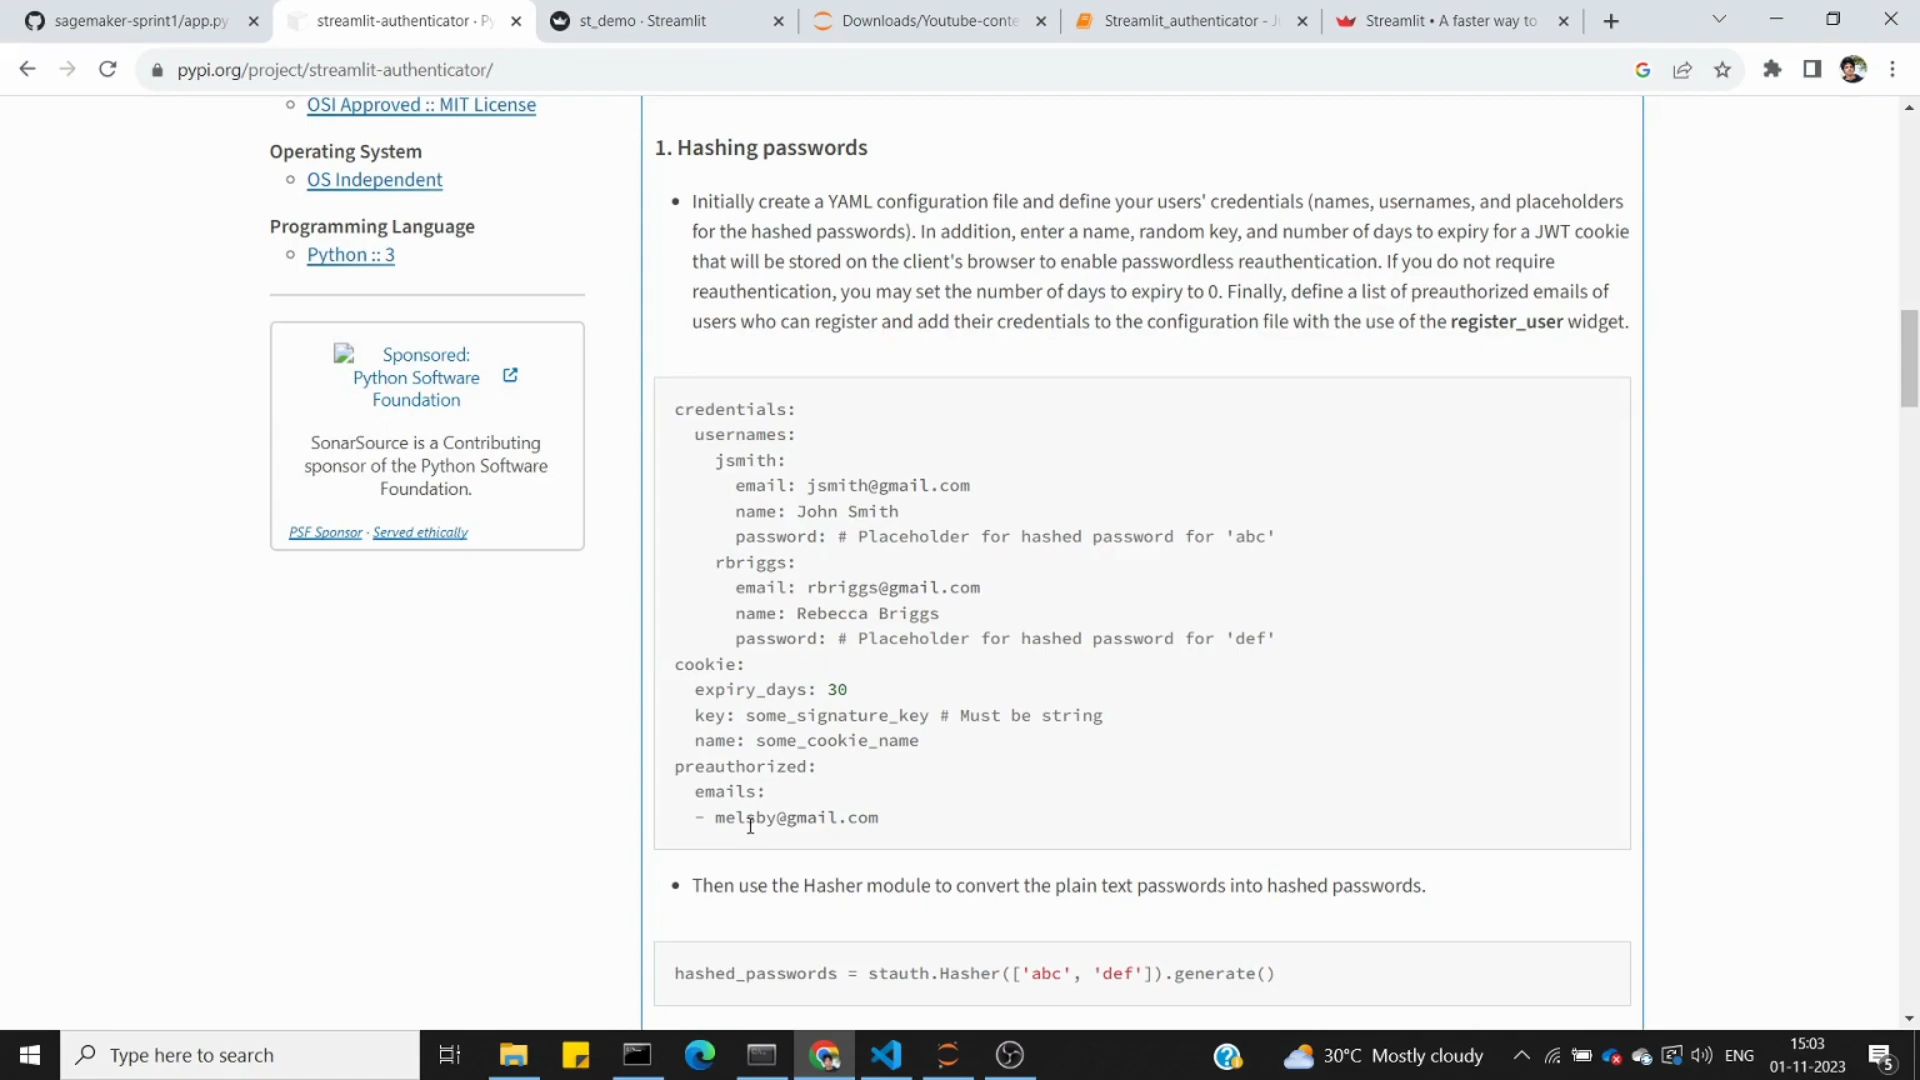 sagemaker-sprint1/app.py
streamlit-authenticator · Py
st_demo · Streamlit
Downloads/Youtube-conte
Streamlit_authenticator - J
Streamlit • A faster way to
pypi.org/project/streamlit-authenticator/
OSI Approved :: MIT License
Operating System
OS Independent
Programming Language
Python :: 3
Sponsored:
Python Software
Foundation
SonarSource is a Contributing
sponsor of the Python Software
Foundation.
PSF Sponsor · Served ethically
1. Hashing passwords
Initially create a YAML configuration file and define your users' credentials (names, usernames, and placeholders
for the hashed passwords). In addition, enter a name, random key, and number of days to expiry for a JWT cookie
that will be stored on the client's browser to enable passwordless reauthentication. If you do not require
reauthentication, you may set the number of days to expiry to 0. Finally, define a list of preauthorized emails of
users who can register and add their credentials to the configuration file with the use of the register_user widget.
credentials:
usernames:
jsmith:
email: jsmith@gmail.com
name: John Smith
password: # Placeholder for hashed password for 'abc'
rbriggs:
email: rbriggs@gmail.com
name: Rebecca Briggs
password: # Placeholder for hashed password for 'def'
cookie:
expiry_days: 30
key: some_signature_key # Must be string
name: some_cookie_name
preauthorized:
emails:
- melsby@gmail.com
Then use the Hasher module to convert the plain text passwords into hashed passwords.
hashed_passwords = stauth.Hasher(['abc', 'def']).generate()
Type here to search
30°C Mostly cloudy
ENG
15:03
01-11-2023
5